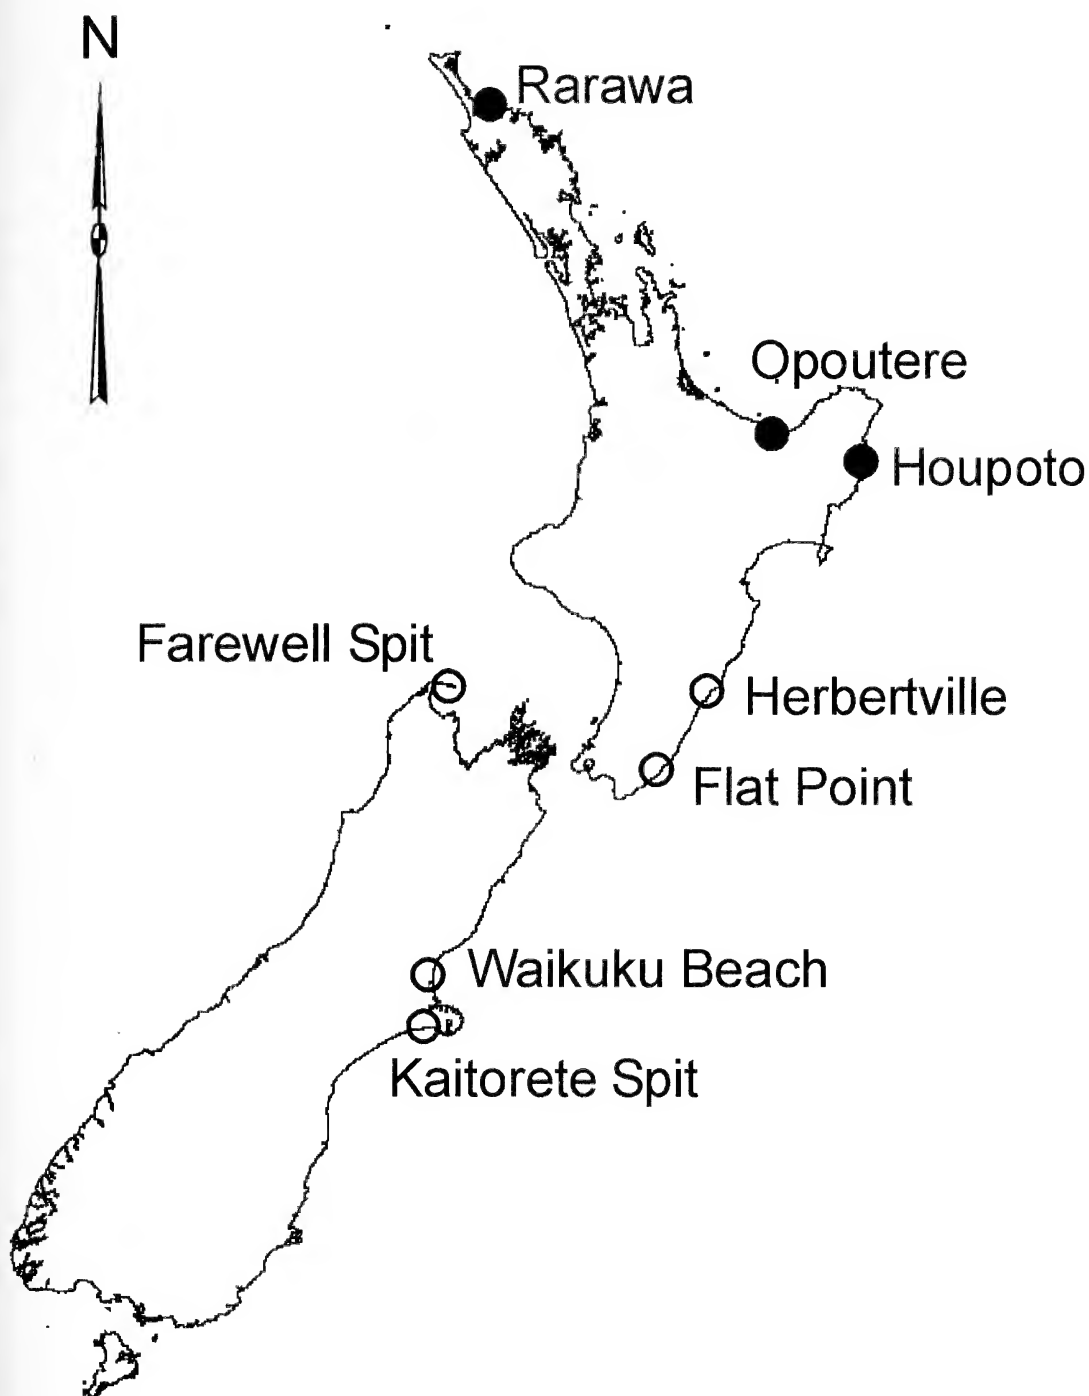 N
Rarawa
Opoutere
Houpoto
Farewell Spit
Herbertville
Flat Point
Waikuku Beach
Kaitorete Spit